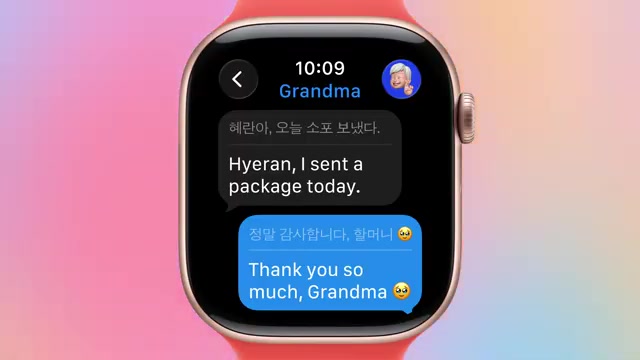 10:09
Grandma
혜란아, 오늘 소포 보냈다.
Hyeran, I sent a
package today.
정말 감사합니다, 할머니 🥹
Thank you so
much, Grandma 🥹